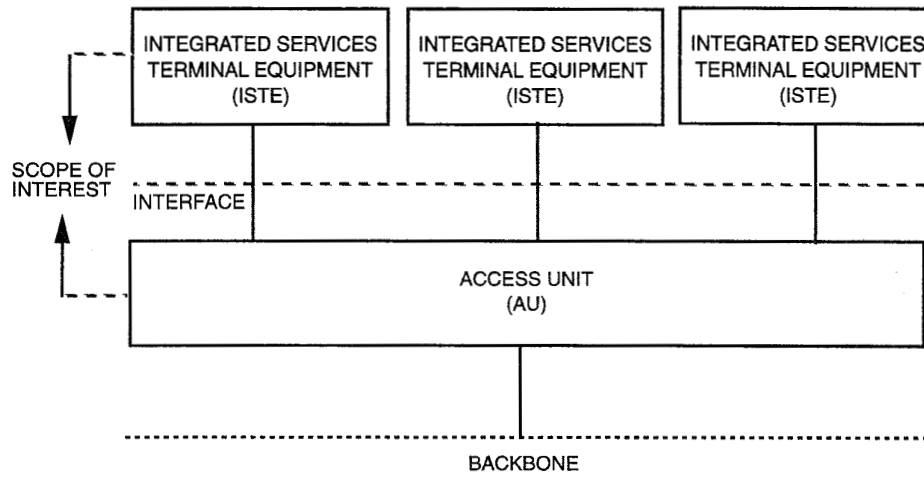 INTEGRATED SERVICES
TERMINAL EQUIPMENT
(ISTE)
INTEGRATED SERVICES
TERMINAL EQUIPMENT
(ISTE)
INTEGRATED SERVICES
TERMINAL EQUIPMENT
(ISTE)
SCOPE OF
INTEREST
INTERFACE
ACCESS UNIT
(AU)
BACKBONE